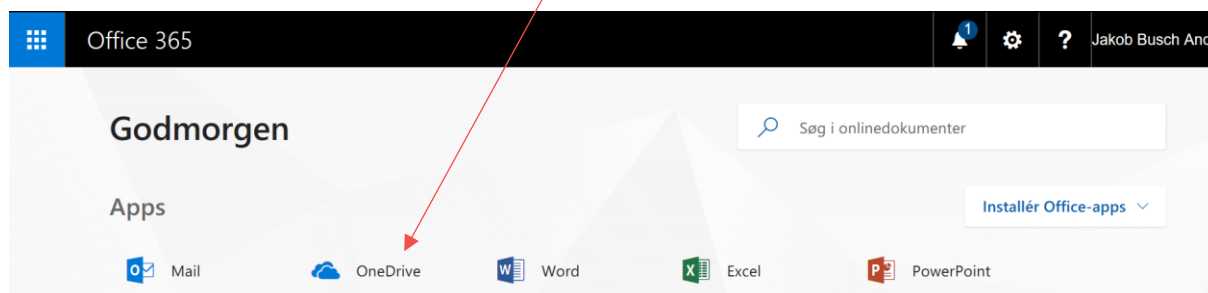 Office 365
1
?
Jakob Busch And
Godmorgen
Søg i onlinedokumenter
Apps
Installér Office-apps
Mail
OneDrive
Word
Excel
PowerPoint